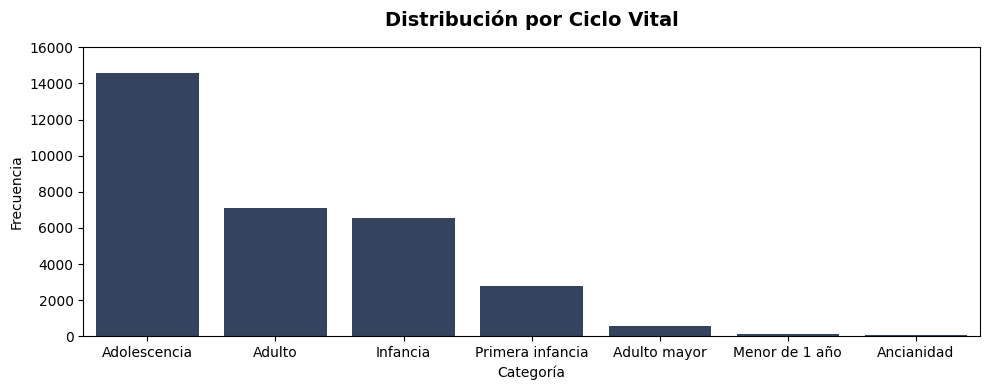 Distribución por Ciclo Vital
Frecuencia
16000
14000
12000
10000
8000
6000
4000
2000
0
Adolescencia Adulto Infancia Primera infancia Adulto mayor Menor de 1 año Ancianidad
Categoría